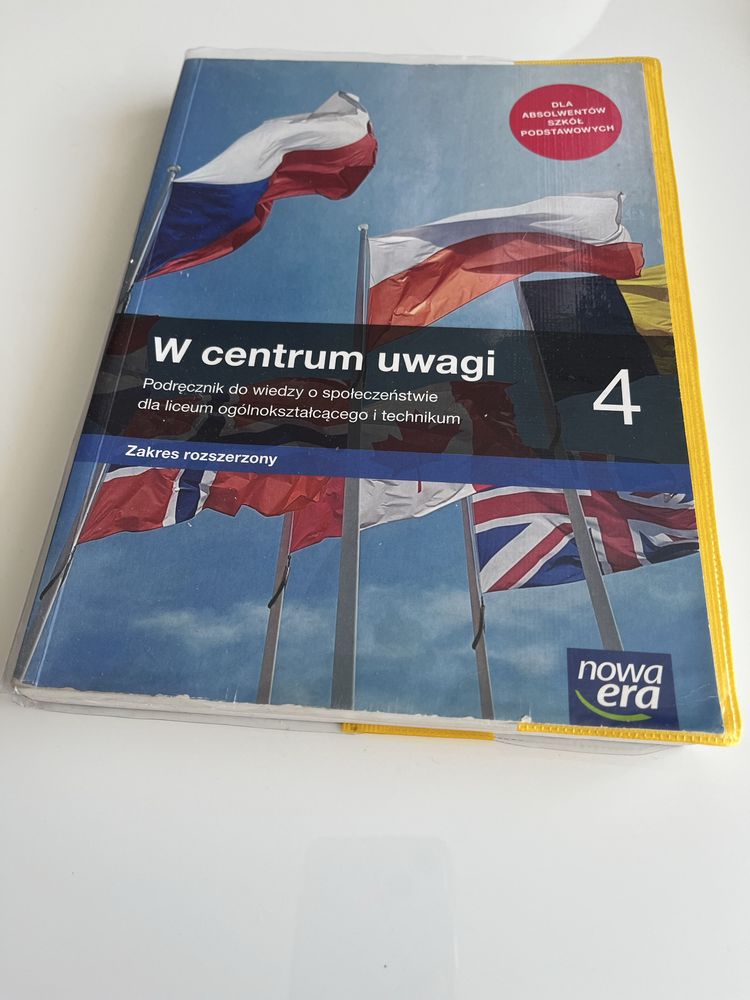 DLA
ABSOLWENTÓW
SZKÓŁ
PODSTAWOWYCH
W centrum uwagi
4
Podręcznik do wiedzy o społeczeństwie
dla liceum ogólnokształcącego i technikum
Zakres rozszerzony
nowa
era